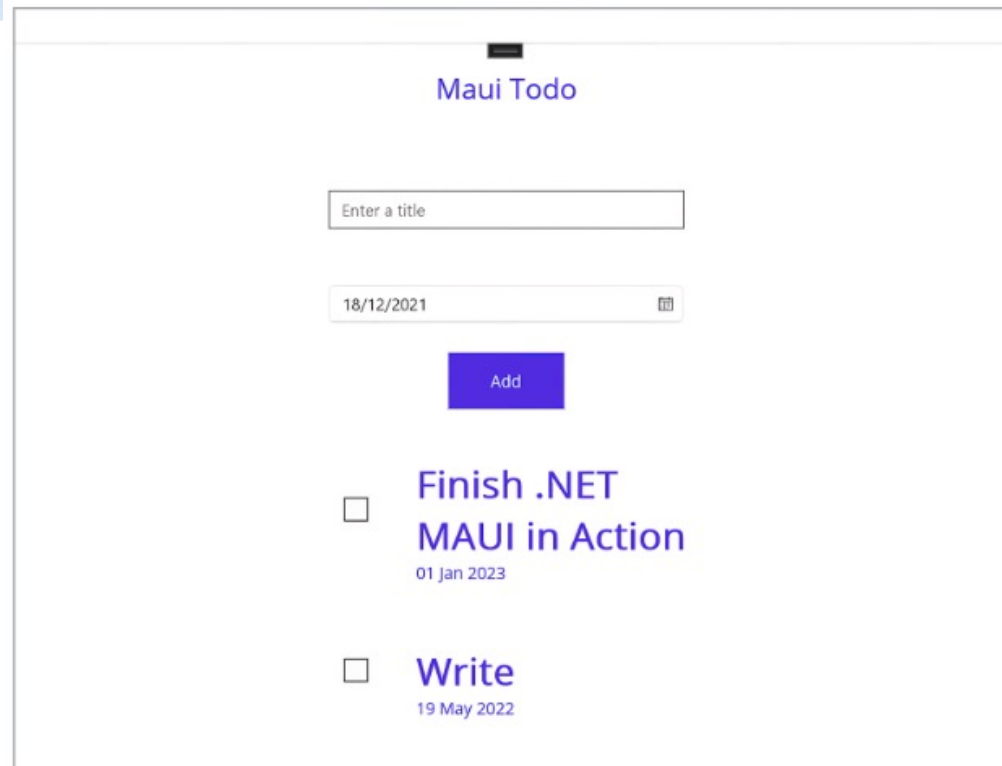 Maui Todo
Enter a title
18/12/2021
Add
Finish .NET
MAUI in Action
01 Jan 2023
Write
19 May 2022